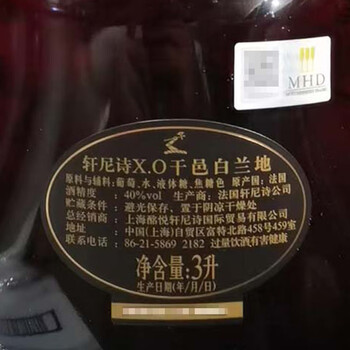 MHD
轩尼诗X.O干邑白兰地
原料与辅料:葡萄、水、液体糖、焦糖色 原产国:法国
酒精度: 40%vol 生产商: 法国轩尼诗公司
贮藏条件: 避光保存、置于阴凉干燥处
总经销商: 上海酩悦轩尼诗国际贸易有限公司
地址: 中国(上海)自贸区富特北路458号459室
联系电话: 86-21-5869 2182 过量饮酒有害健康
净含量:3升
生产日期(年/月/日)